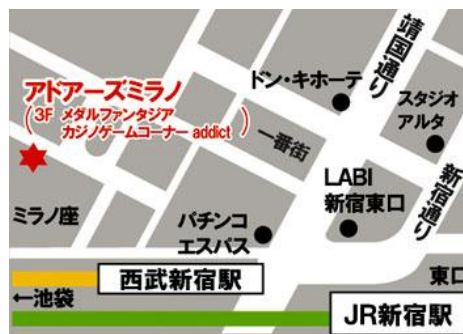 靖国通り
ドン・キホーテ
スタジオ
アルタ
アドアーズミラノ
(3F メダルファンタジア
カジノゲームコーナー addict)
一番街
LABI
新宿東口
新宿通り
ミラノ座
パチンコ
エスパス
西武新宿駅
東口
←池袋
JR新宿駅